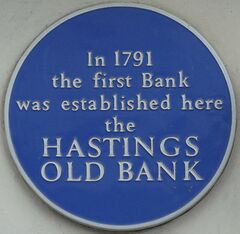 In 1791
the first Bank
was established here
the
HASTINGS
OLD BANK